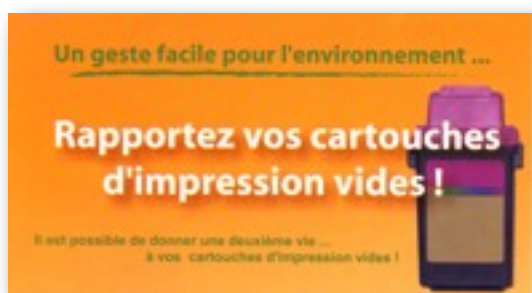 Un geste facile pour l'environnement ...
Rapportez vos cartouches
d'impression vides !
Il est possible de donner une deuxième vie ...
à vos cartouches d'impression vides !